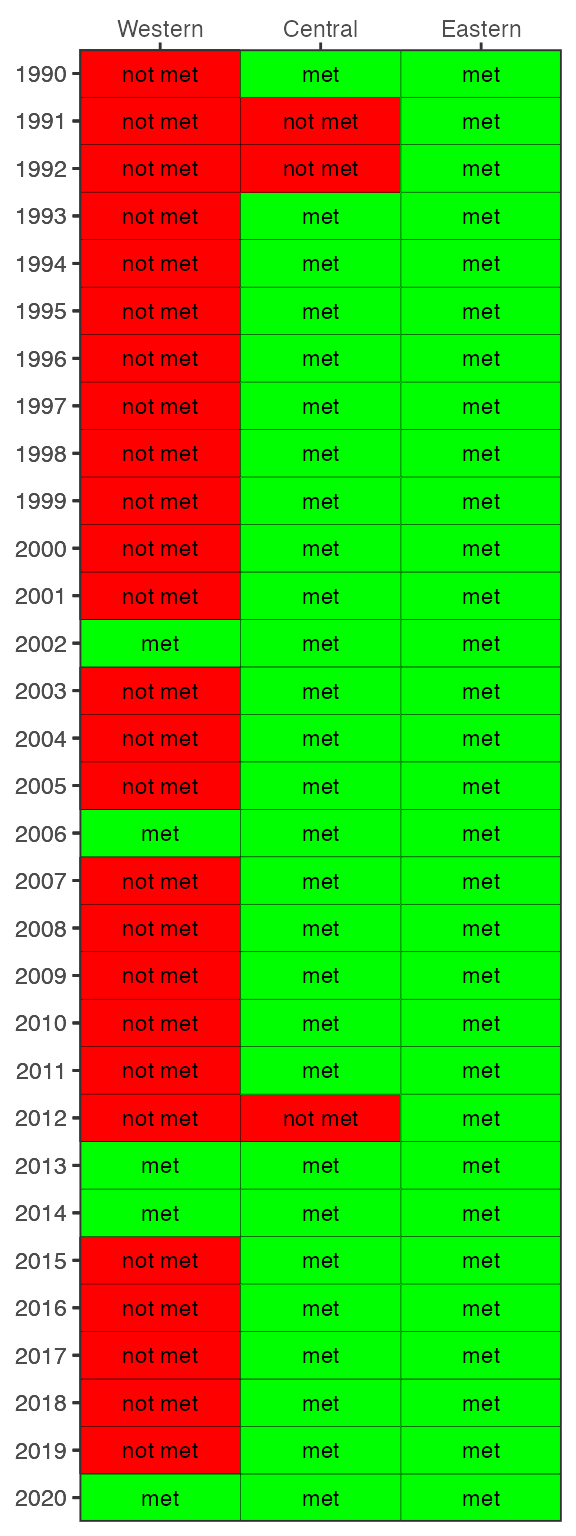 Western Central Eastern
1990 not met met met
1991 not met not met met
1992 not met not met met
1993 not met met met
1994 not met met met
1995 not met met met
1996 not met met met
1997 not met met met
1998 not met met met
1999 not met met met
2000 not met met met
2001 not met met met
2002 met met met
2003 not met met met
2004 not met met met
2005 not met met met
2006 met met met
2007 not met met met
2008 not met met met
2009 not met met met
2010 not met met met
2011 not met met met
2012 not met not met met
2013 met met met
2014 met met met
2015 not met met met
2016 not met met met
2017 not met met met
2018 not met met met
2019 not met met met
2020 met met met